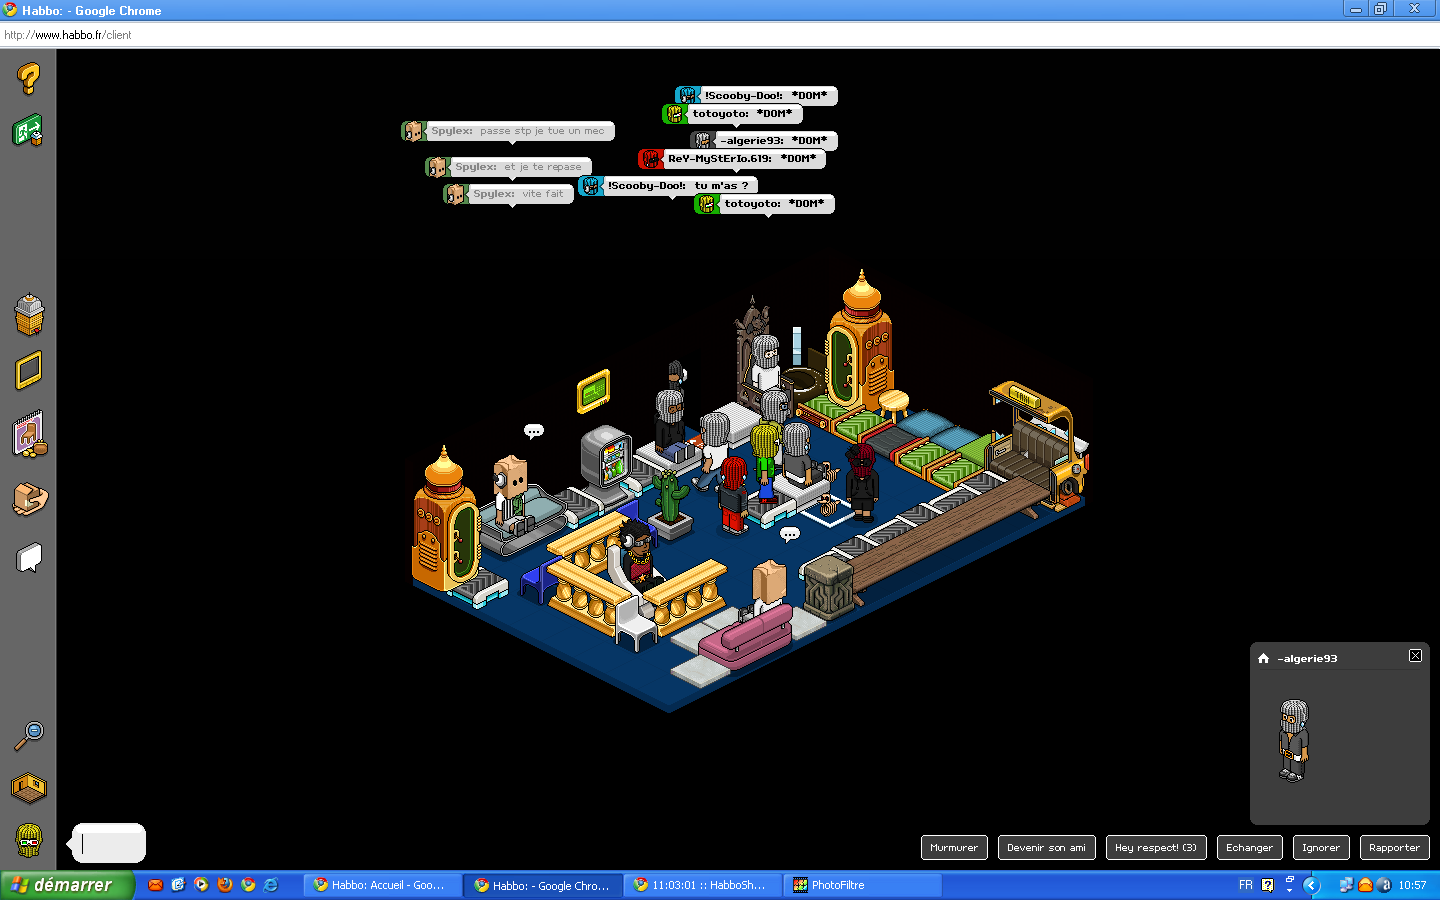 Habbo: - Google Chrome
http://www.habbo.fr/client
!Scooby-Doo!: *DOM*
totoyoto: *DOM*
Spylex: passe stp je tue un mec
-algerie93: *DOM*
ReY-MyStErIo.619: *DOM*
Spylex: et je te repase
!Scooby-Doo!: tu m'as ?
Spylex: vite fait
totoyoto: *DOM*
-algerie93
Murmurer
Devenir son ami
Hey respect! (3)
Echanger
Ignorer
Rapporter
démarrer
Habbo: Accueil - Goo...
Habbo: - Google Chro...
11:03:01 :: HabboSh...
PhotoFiltre
FR
10:57